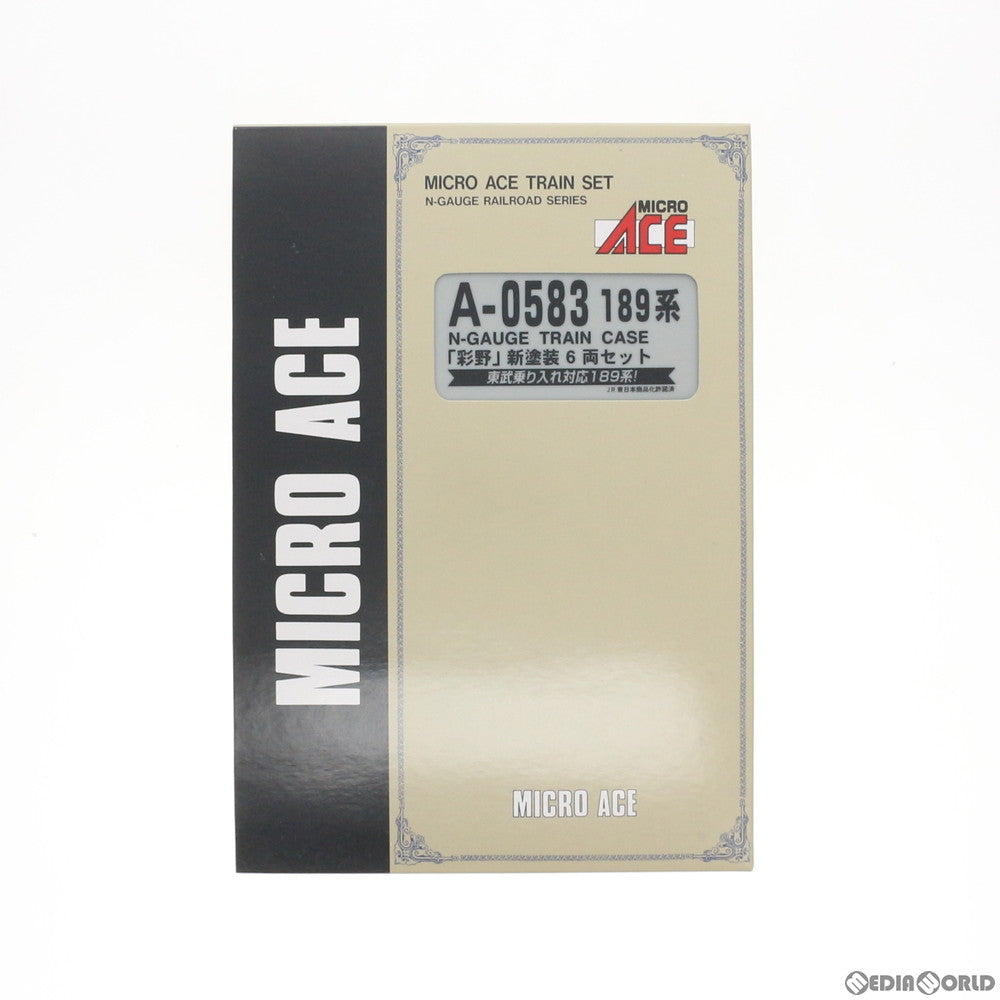 MICRO ACE
MICRO ACE TRAIN SET
N-GAUGE RAILROAD SERIES
MICRO
ACE
A-0583 189系
N-GAUGE TRAIN CASE
「彩野」新塗装6両セット
東武乗り入れ対応189系!
JR東日本商品化許諾済
MICRO ACE
MEDIAWORLD